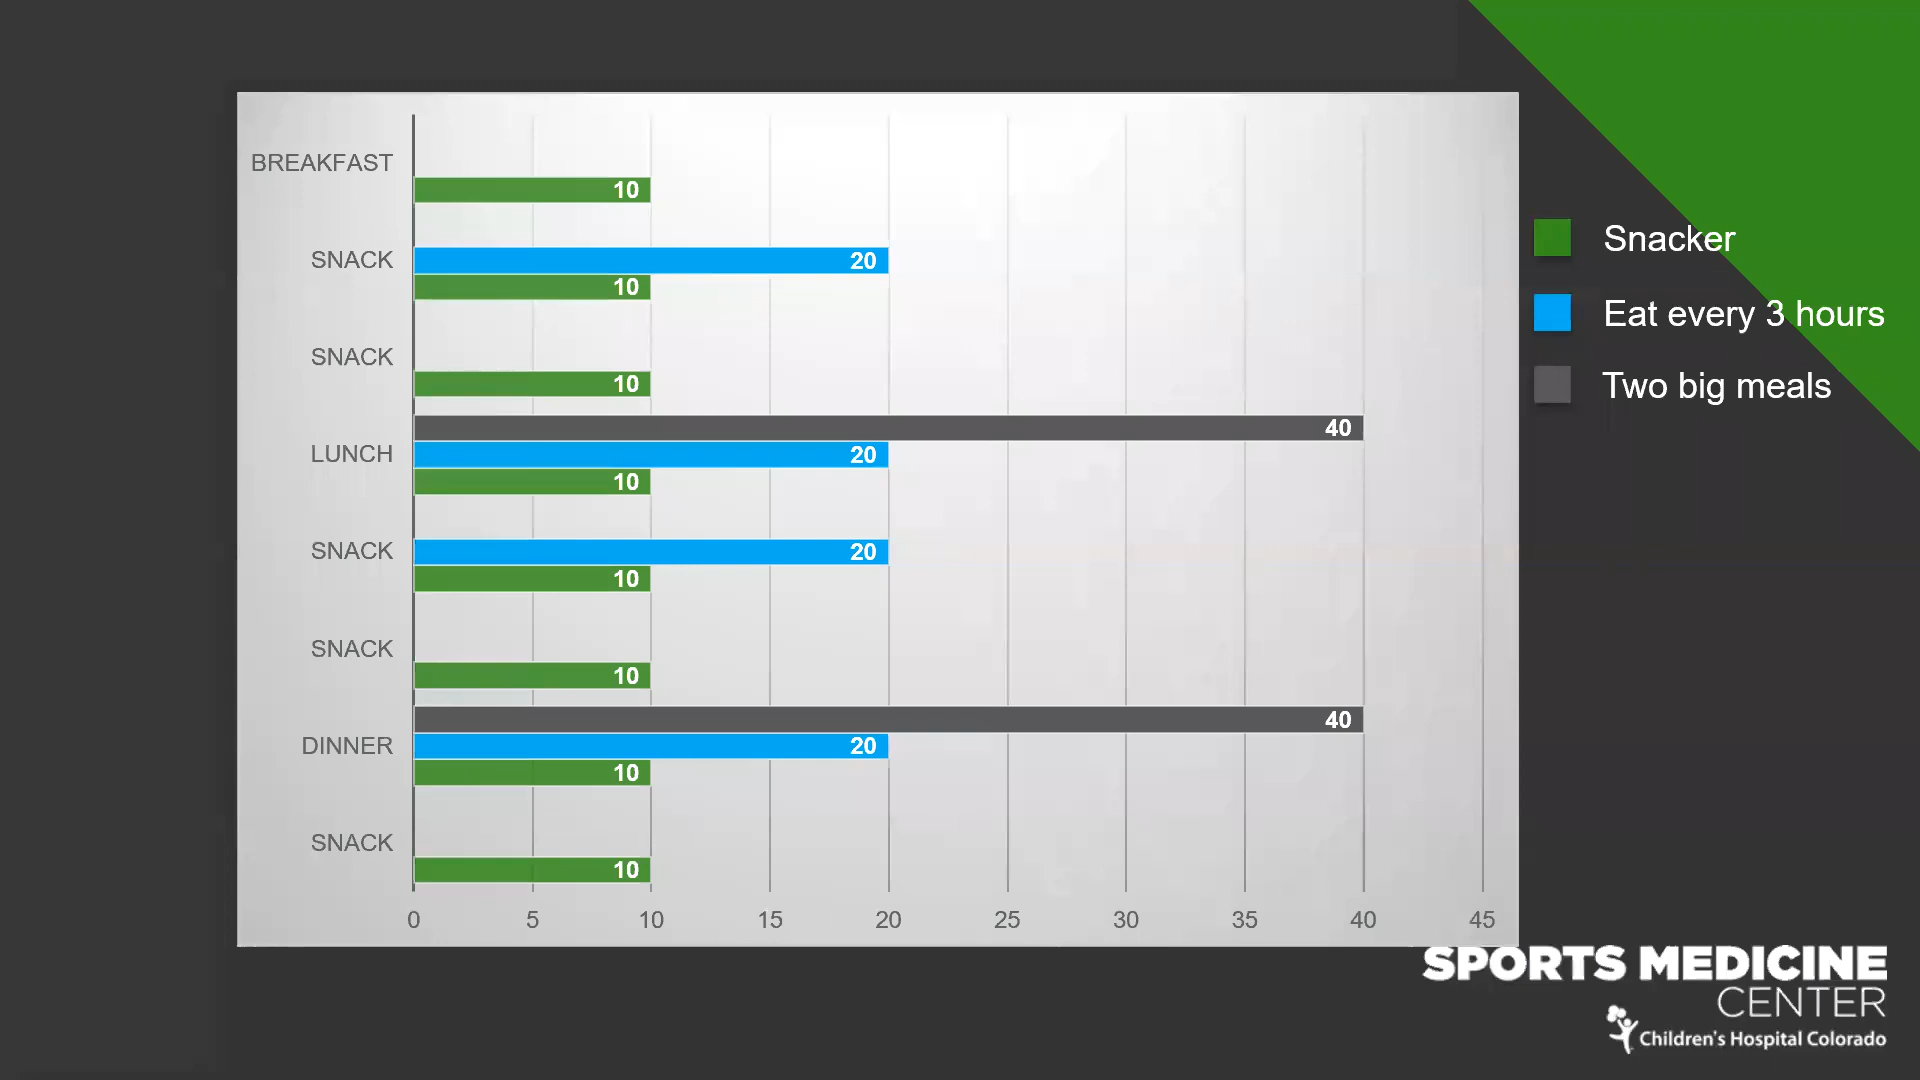 BREAKFAST
10
SNACK
20
10
SNACK
10
LUNCH
40
20
10
SNACK
20
10
SNACK
10
DINNER
40
20
10
SNACK
10
0 5 10 15 20 25 30 35 40 45
Snacker
Eat every 3 hours
Two big meals
SPORTS MEDICINE
CENTER
Children's Hospital Colorado